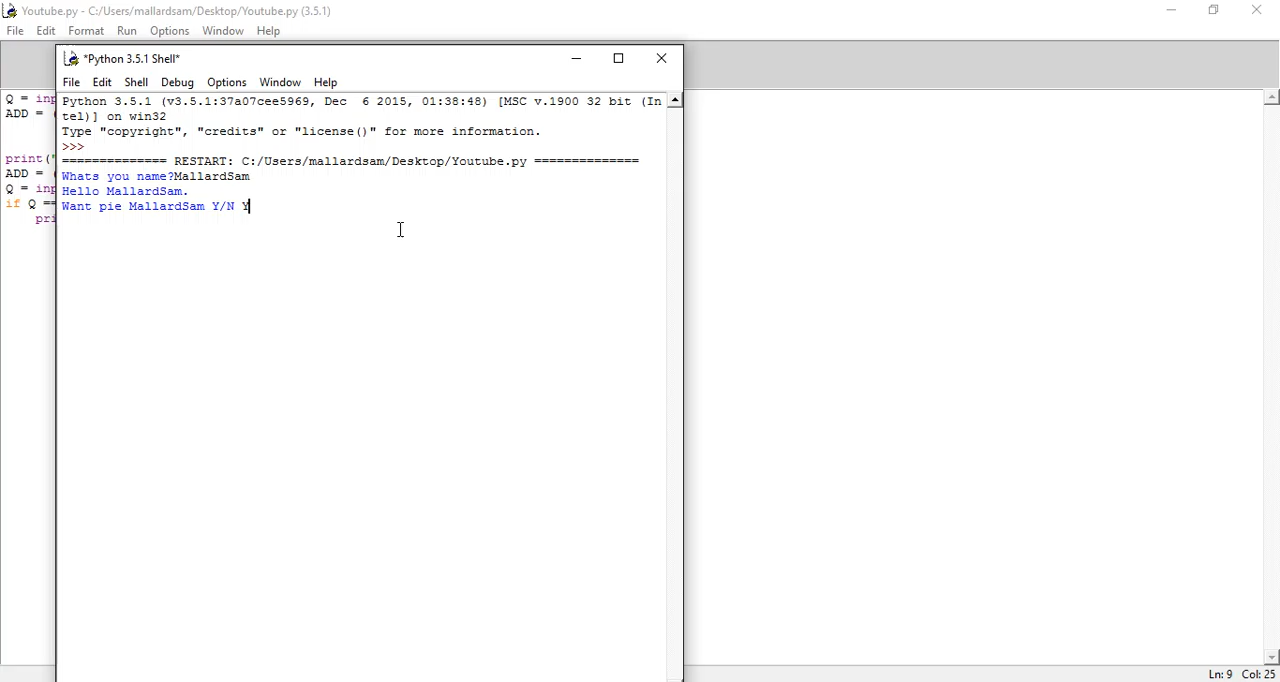 Youtube.py - C:/Users/mallardsam/Desktop/Youtube.py (3.5.1)
File Edit Format Run Options Window Help
*Python 3.5.1 Shell*
File Edit Shell Debug Options Window Help
Python 3.5.1 (v3.5.1:37a07cee5969, Dec  6 2015, 01:38:48) [MSC v.1900 32 bit (In
tel)] on win32
Type "copyright", "credits" or "license()" for more information.
>>>
============== RESTART: C:/Users/mallardsam/Desktop/Youtube.py ==============
Whats you name?MallardSam
Hello MallardSam.
Want pie MallardSam Y/N Y
Q = inp
ADD = (
print("
ADD = (
Q = inp
if Q ==
pri
Ln: 9 Col: 25